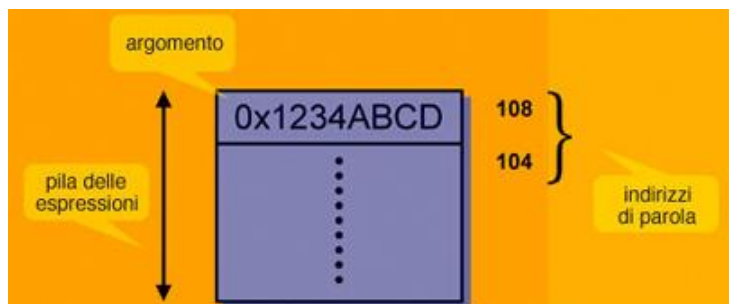 argomento
0x1234ABCD
108
104
pila delle
espressioni
indirizzi
di parola